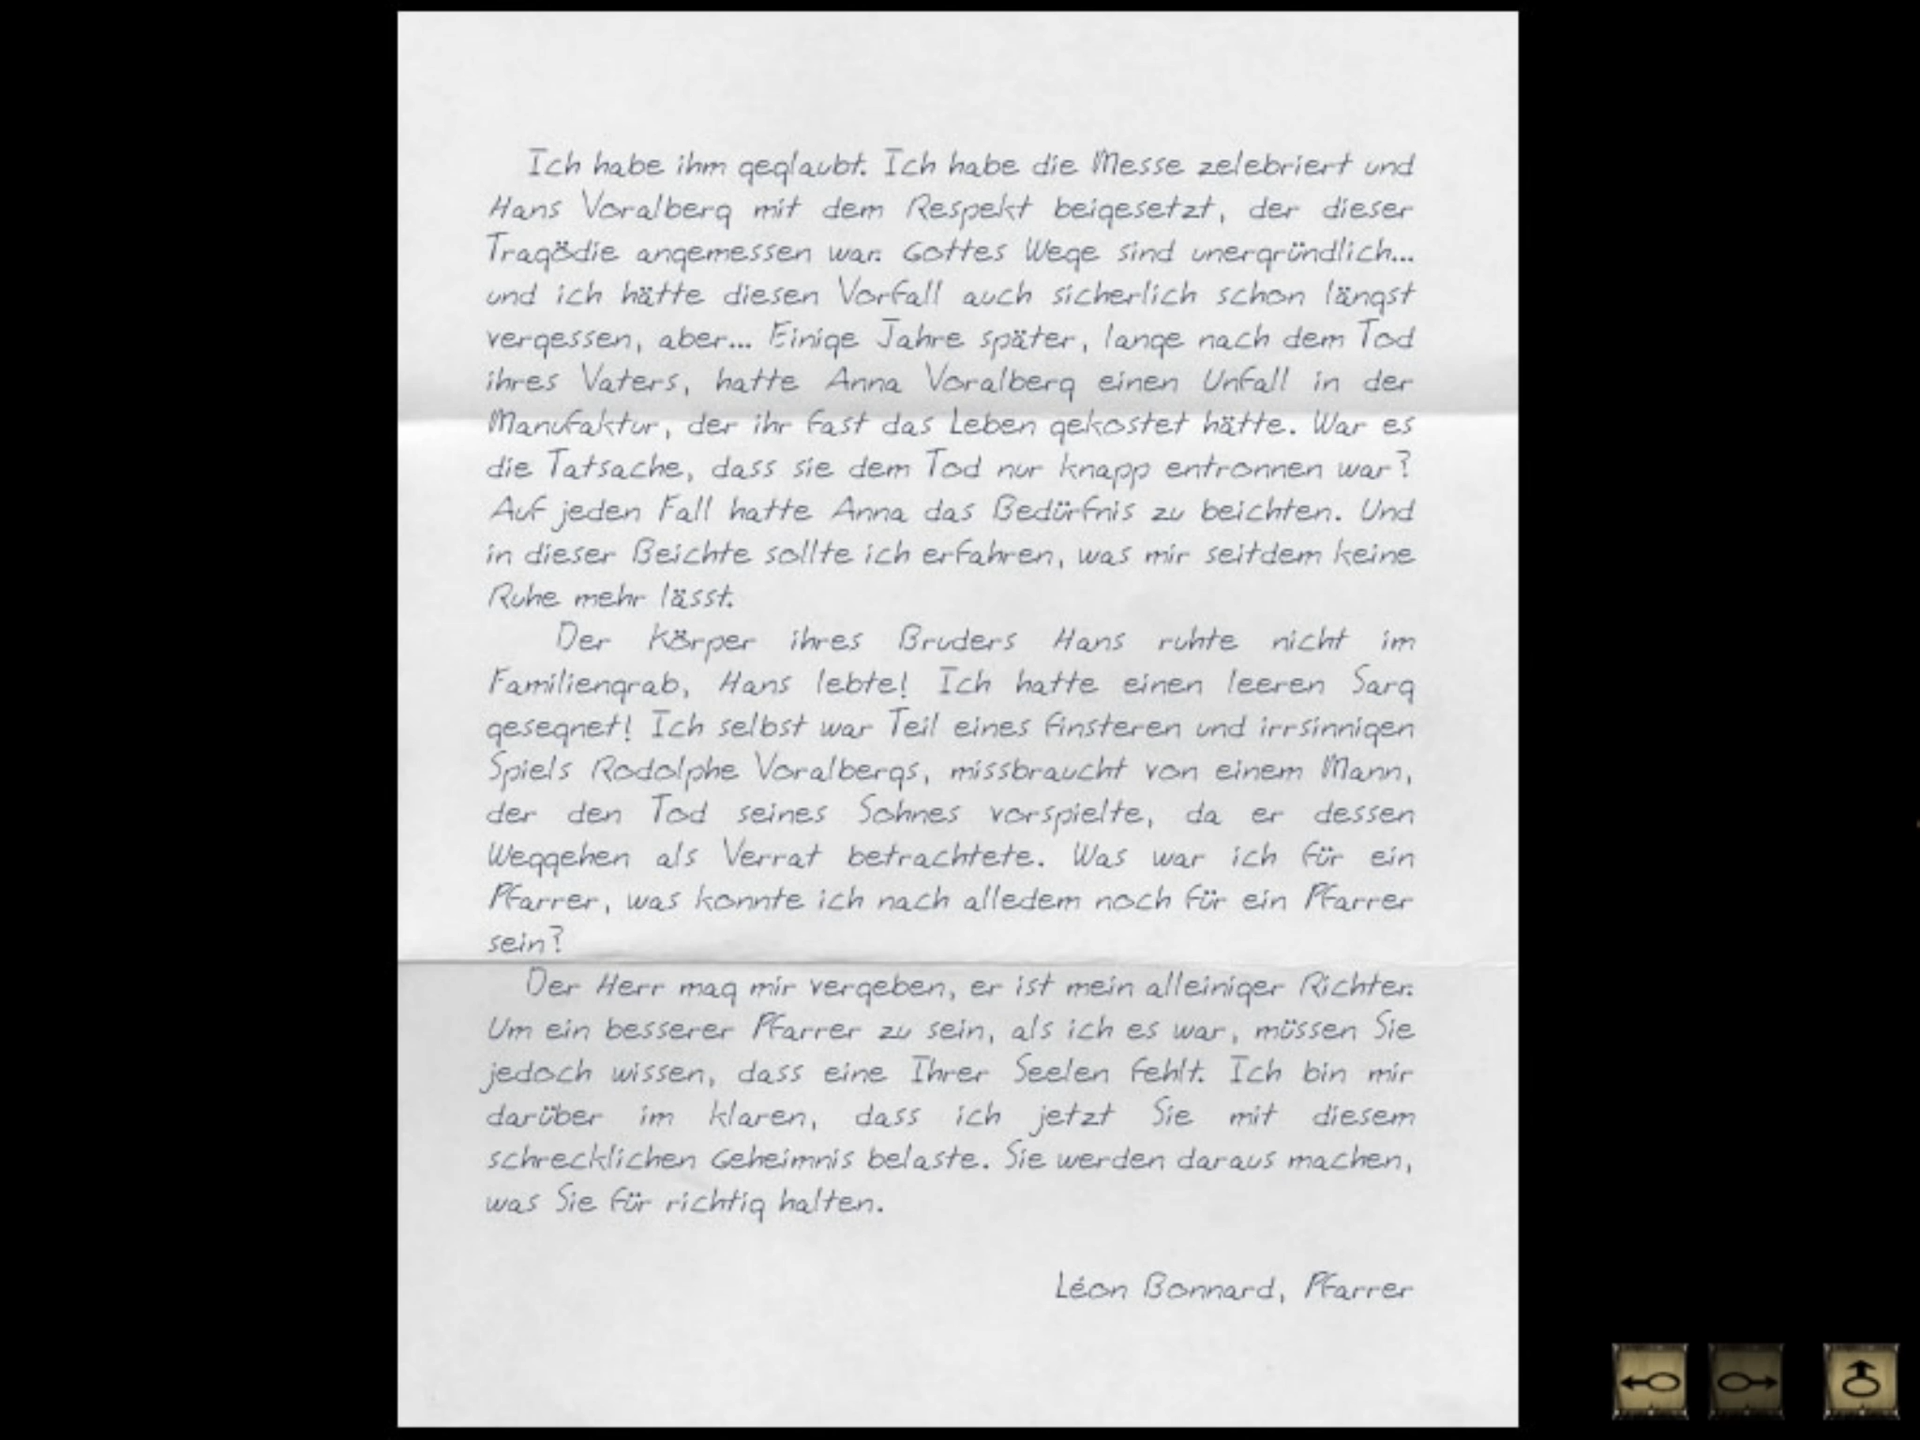 Ich habe ihm geglaubt. Ich habe die Messe zelebriert und
Hans Voralberg mit dem Respekt beigesetzt, der dieser
Tragödie angemessen war. Gottes Wege sind unergründlich...
und ich hätte diesen Vorfall auch sicherlich schon längst
vergessen, aber... Einige Jahre später, lange nach dem Tod
ihres Vaters, hatte Anna Voralberg einen Unfall in der
Manufaktur, der ihr fast das Leben gekostet hätte. War es
die Tatsache, dass sie dem Tod nur knapp entronnen war?
Auf jeden Fall hatte Anna das Bedürfnis zu beichten. Und
in dieser Beichte sollte ich erfahren, was mir seitdem keine
Ruhe mehr lässt.
Der Körper ihres Bruders Hans ruhte nicht im
Familiengrab, Hans lebte! Ich hatte einen leeren Sarg
gesegnet! Ich selbst war Teil eines finsteren und irrsinnigen
Spiels Rodolphe Voralbergs, missbraucht von einem Mann,
der den Tod seines Sohnes vorspielte, da er dessen
Weggehen als Verrat betrachtete. Was war ich für ein
Pfarrer, was konnte ich nach alledem noch für ein Pfarrer
sein?
Der Herr mag mir vergeben, er ist mein alleiniger Richter.
Um ein besserer Pfarrer zu sein, als ich es war, müssen Sie
jedoch wissen, dass eine Ihrer Seelen fehlt. Ich bin mir
darüber im klaren, dass ich jetzt Sie mit diesem
schrecklichen Geheimnis belaste. Sie werden daraus machen,
was Sie für richtig halten.
Léon Bonnard, Pfarrer